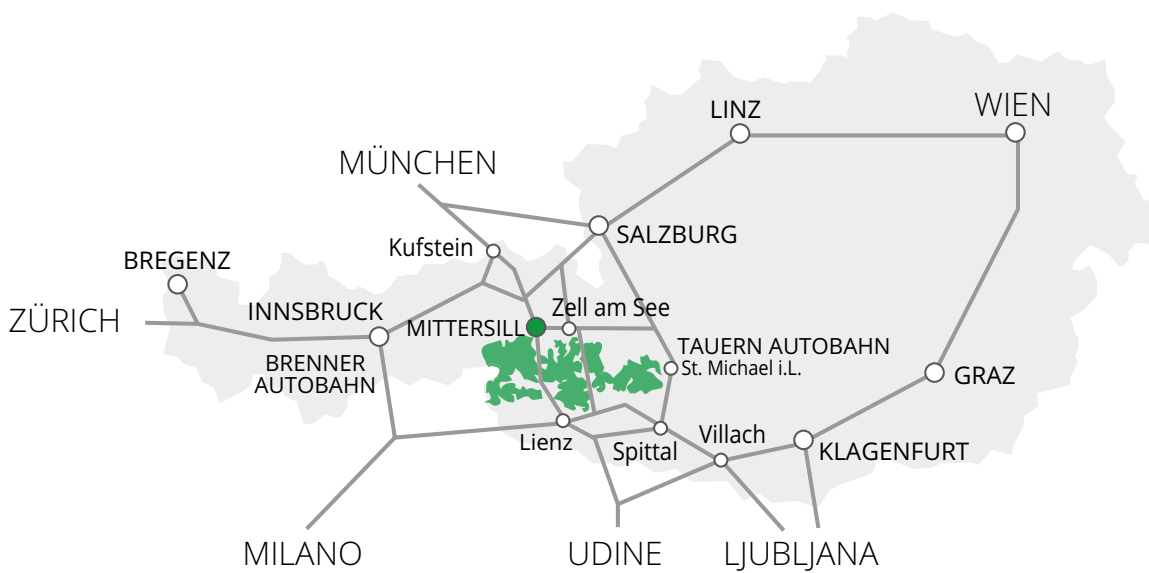 LINZ
WIEN
MÜNCHEN
SALZBURG
Kufstein
BREGENZ
ZÜRICH
INNSBRUCK
Zell am See
MITTERSILL
BRENNER
AUTOBAHN
TAUERN AUTOBAHN
St. Michael i.L.
GRAZ
Lienz
Spittal
Villach
KLAGENFURT
MILANO
UDINE
LJUBLJANA